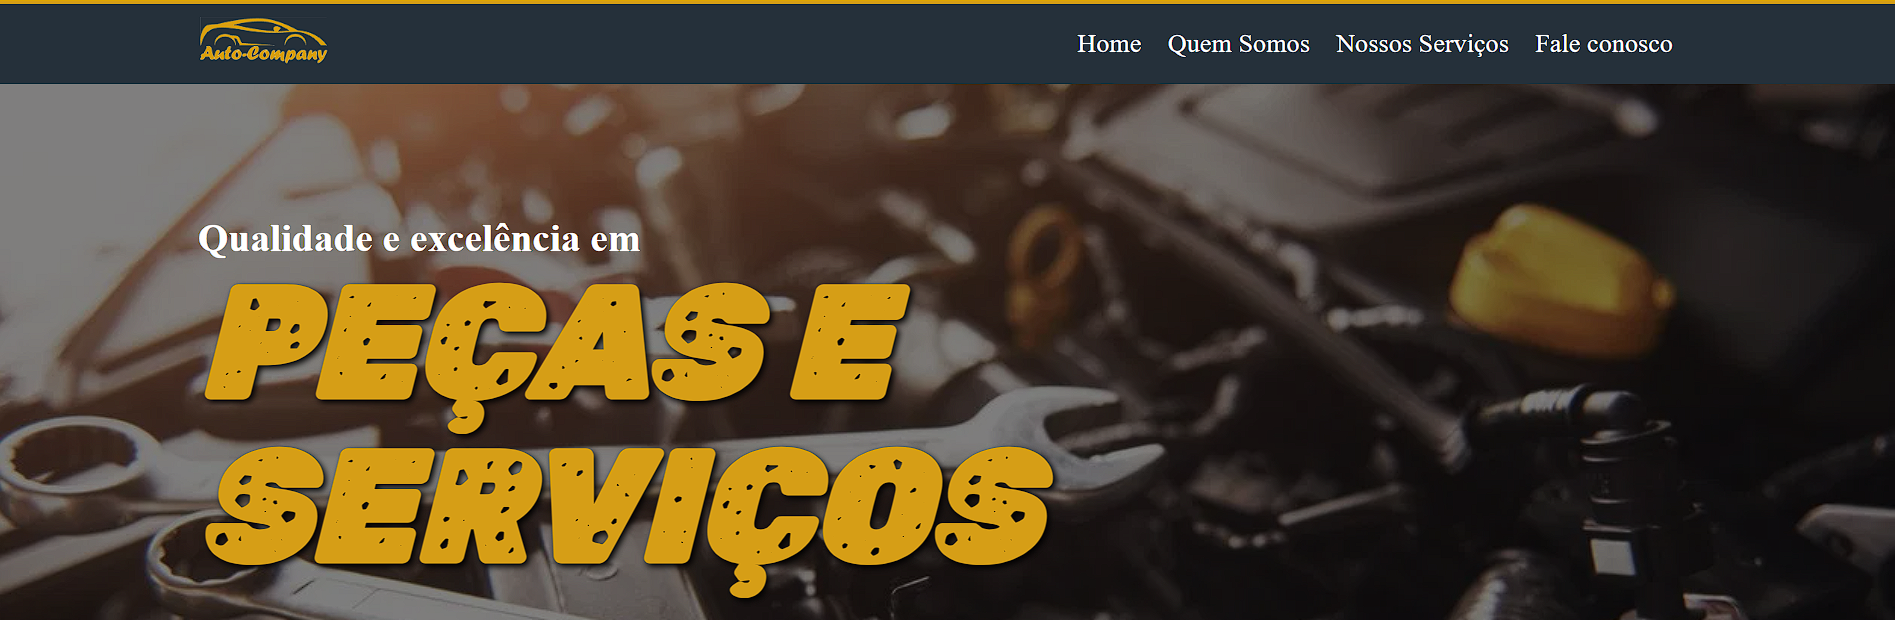 Auto-Company
Home Quem Somos Nossos Serviços Fale conosco
Qualidade e excelência em
PEÇAS E
SERVIÇOS